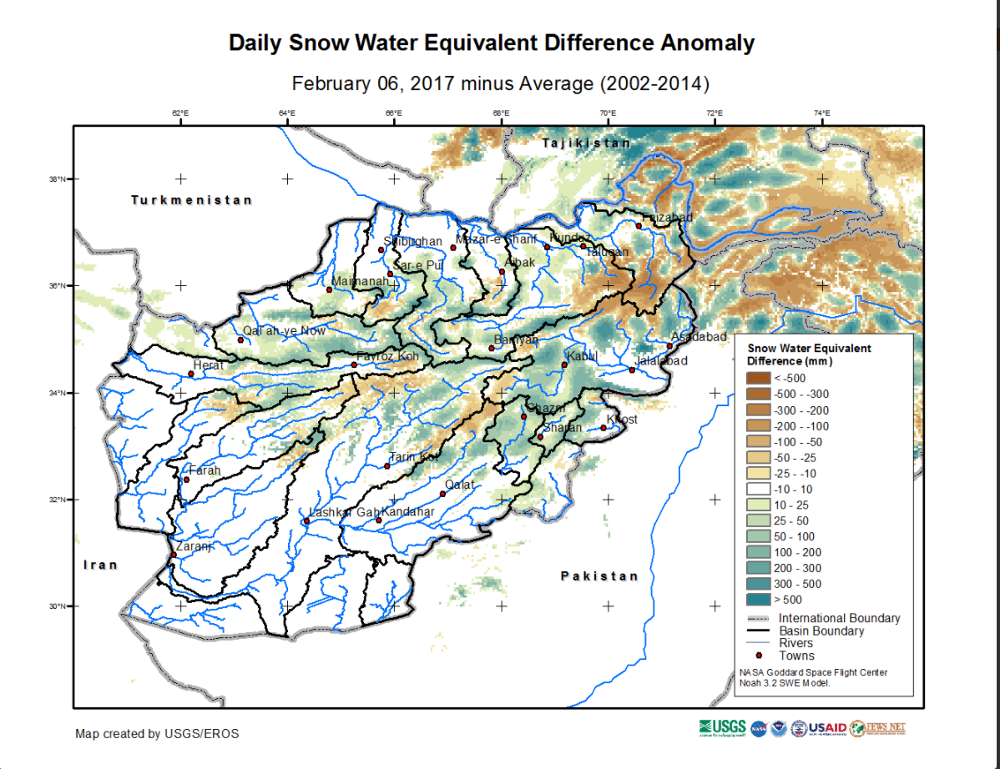 Daily Snow Water Equivalent Difference Anomaly
February 06, 2017 minus Average (2002-2014)
62°E 64°E 66°E 68°E 70°E 72°E 74°E
Tajikistan
38°N
Turkmenistan
Faizabad
Shibirghan Mazar-e Sharif Kunduz
Taluqan
Sar-e Pul Aibak
36°N
Maimanah
Qal'ah-ye Now
Bamyan Asadabad
Fayroz Koh Kabul
Herat Jalalabad
34°N
Ghazni
Khost
Sharan
Tarin Kot
Farah
Qalat
32°N
Lashkar Gah Kandahar
Zaranj
Iran
Pakistan
30°N
Snow Water Equivalent
Difference (mm)
< -500
-500 - -300
-300 - -200
-200 - -100
-100 - -50
-50 - -25
-25 - -10
-10 - 10
10 - 25
25 - 50
50 - 100
100 - 200
200 - 300
300 - 500
> 500
International Boundary
Basin Boundary
Rivers
Towns
NASA Goddard Space Flight Center
Noah 3.2 SWE Model.
Map created by USGS/EROS
USGS NASA USAID FEWS NET